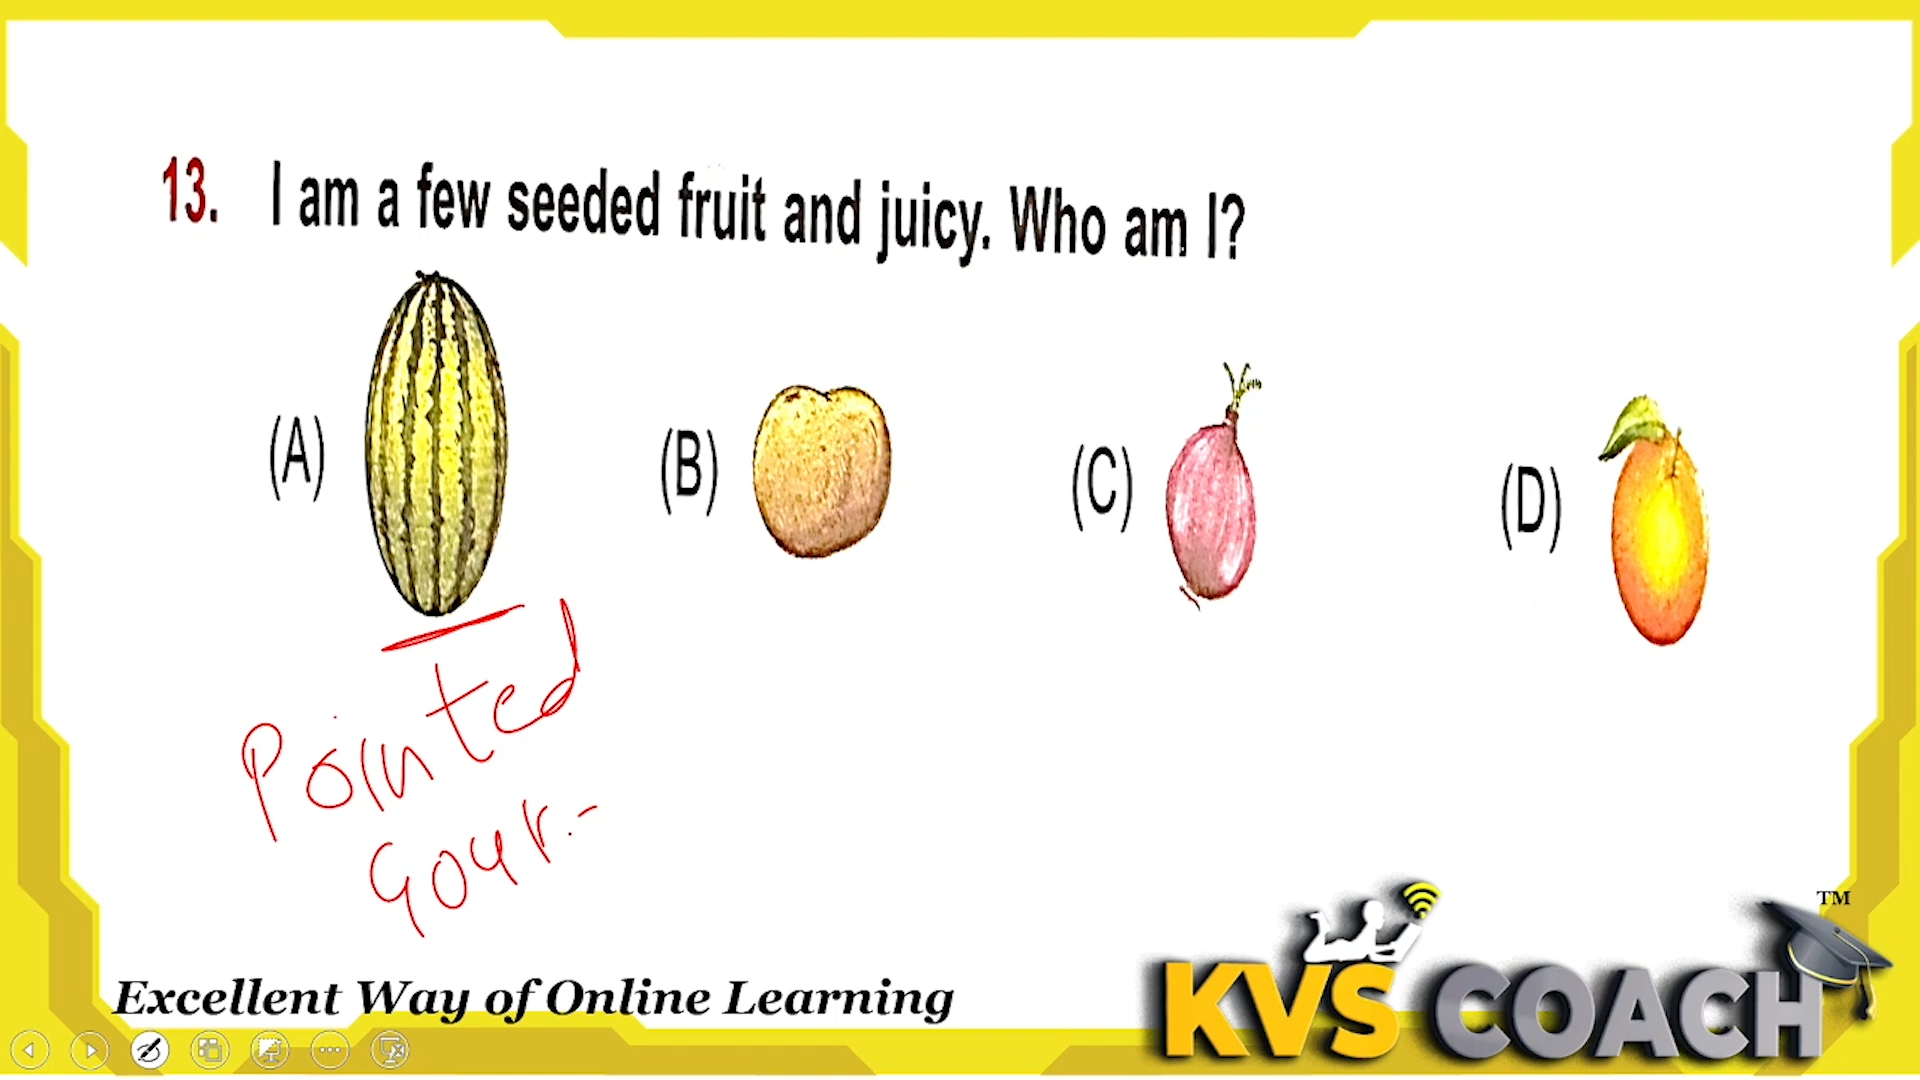 13. I am a few seeded fruit and juicy. Who am I?
(A) (B) (C) (D)
Pointed
Gour.-
TM
KVS COACH
Excellent Way of Online Learning